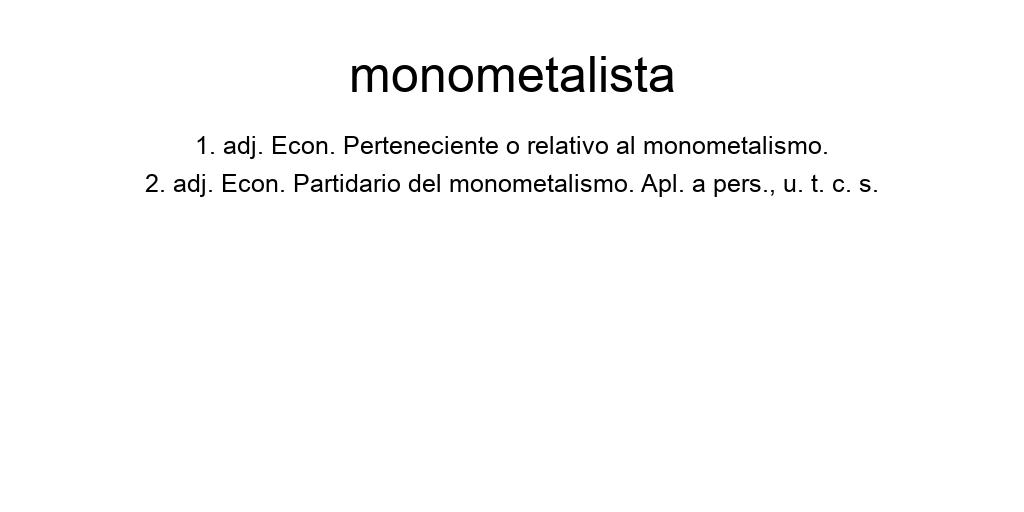 monometalista
1. adj. Econ. Perteneciente o relativo al monometalismo.
2. adj. Econ. Partidario del monometalismo. Apl. a pers., u. t. c. s.